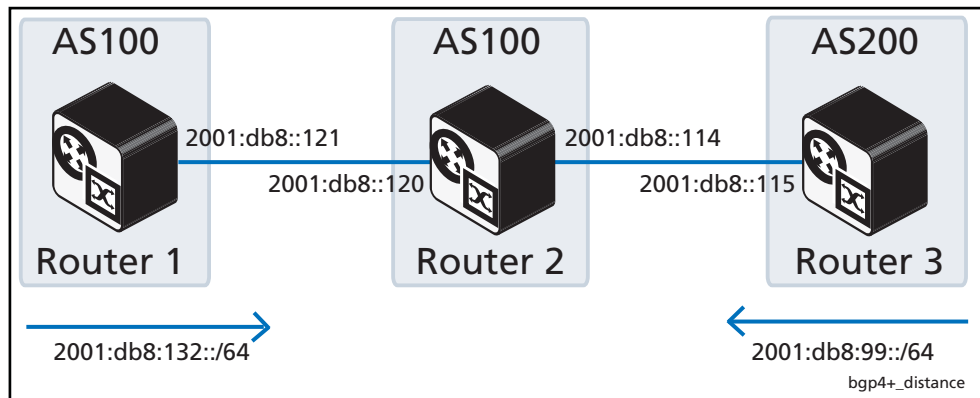 AS100
AS100
AS200
2001:db8::121
2001:db8::114
2001:db8::120
2001:db8::115
Router 1
Router 2
Router 3
2001:db8:132::/64
2001:db8:99::/64
bgp4+_distance